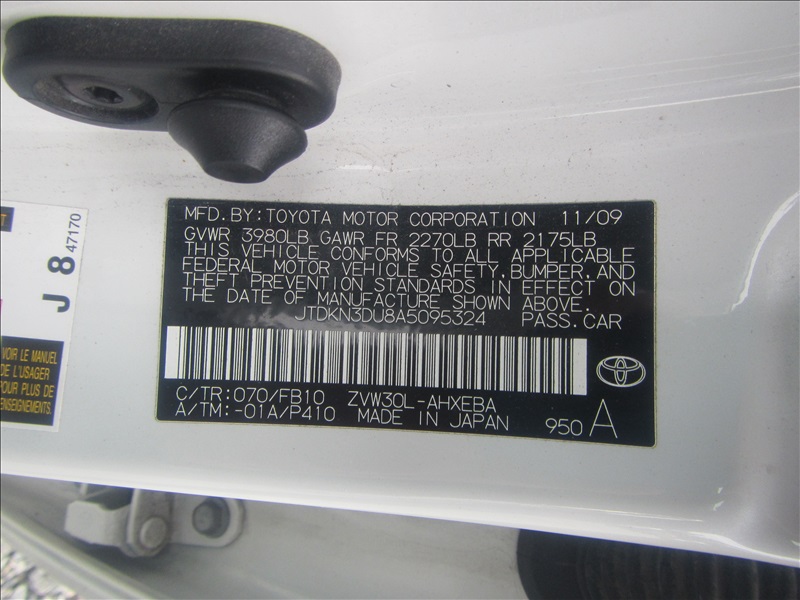 MFD.BY:TOYOTA MOTOR CORPORATION 11/09
GVWR 3980LB GAWR FR 2270LB RR 2175LB
THIS VEHICLE CONFORMS TO ALL APPLICABLE
FEDERAL MOTOR VEHICLE SAFETY,BUMPER,AND
THEFT PREVENTION STANDARDS IN EFFECT ON
THE DATE OF MANUFACTURE SHOWN ABOVE.
JTDKN3DU8A5095324 PASS.CAR
C/TR:070/FB10 ZVW30L-AHXEBA
A/TM:-01A/P410 MADE IN JAPAN 950 A
J 8 47170
VOIR LE MANUEL
DE L'USAGER
POUR PLUS DE
RENSEIGNEMENTS